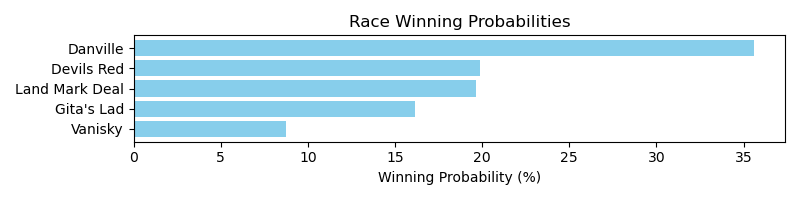 Race Winning Probabilities
Danville
Devils Red
Land Mark Deal
Gita's Lad
Vanisky
0 5 10 15 20 25 30 35
Winning Probability (%)